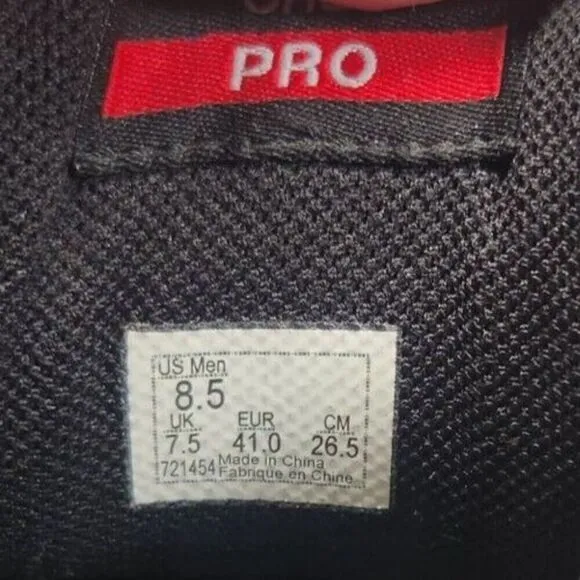 PRO
US Men
8.5
UK EUR CM
7.5 41.0 26.5
721454 Made in China
Fabrique en Chine